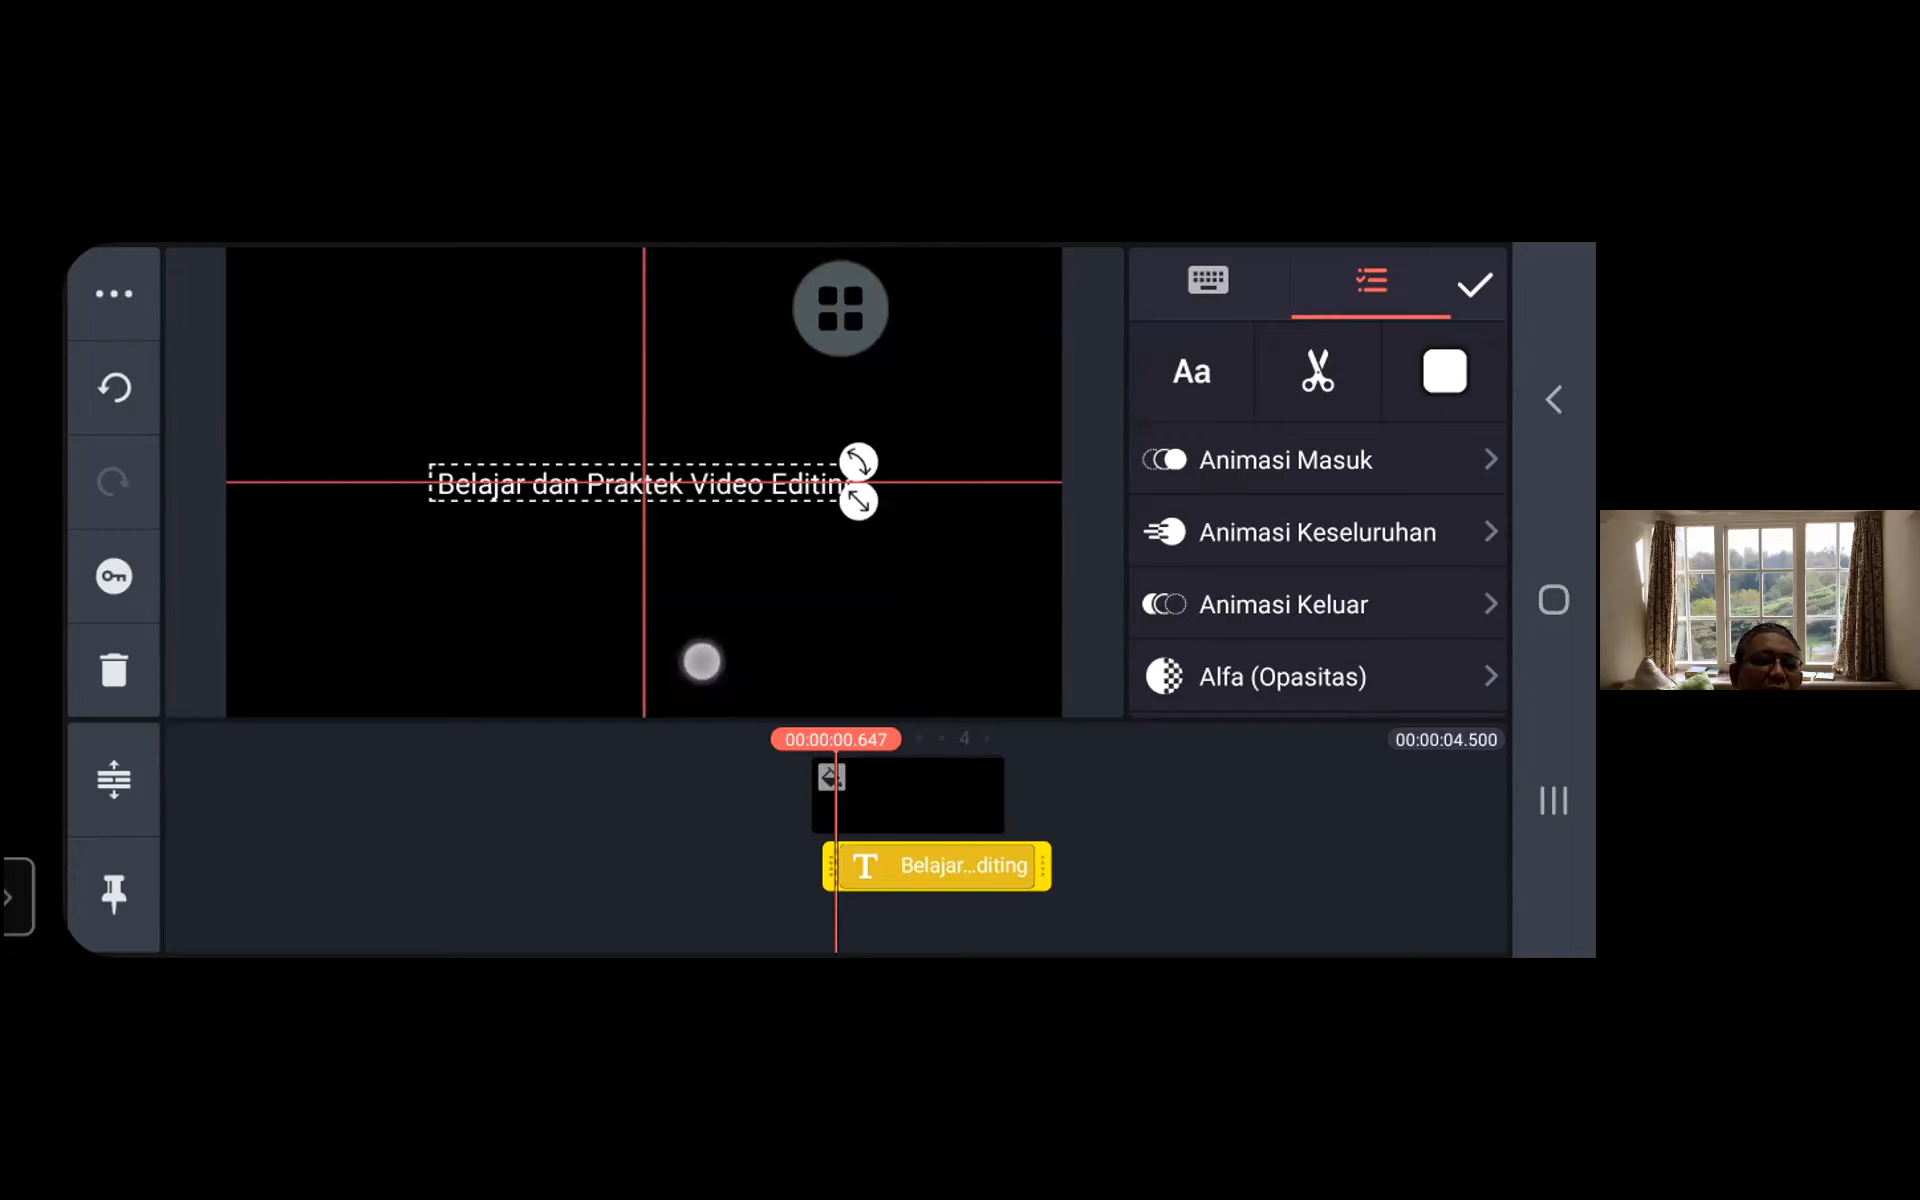 Belajar dan Praktek Video Editin
Aa
Animasi Masuk
Animasi Keseluruhan
Animasi Keluar
Alfa (Opasitas)
00:00:00.647
4
00:00:04.500
T Belajar...diting